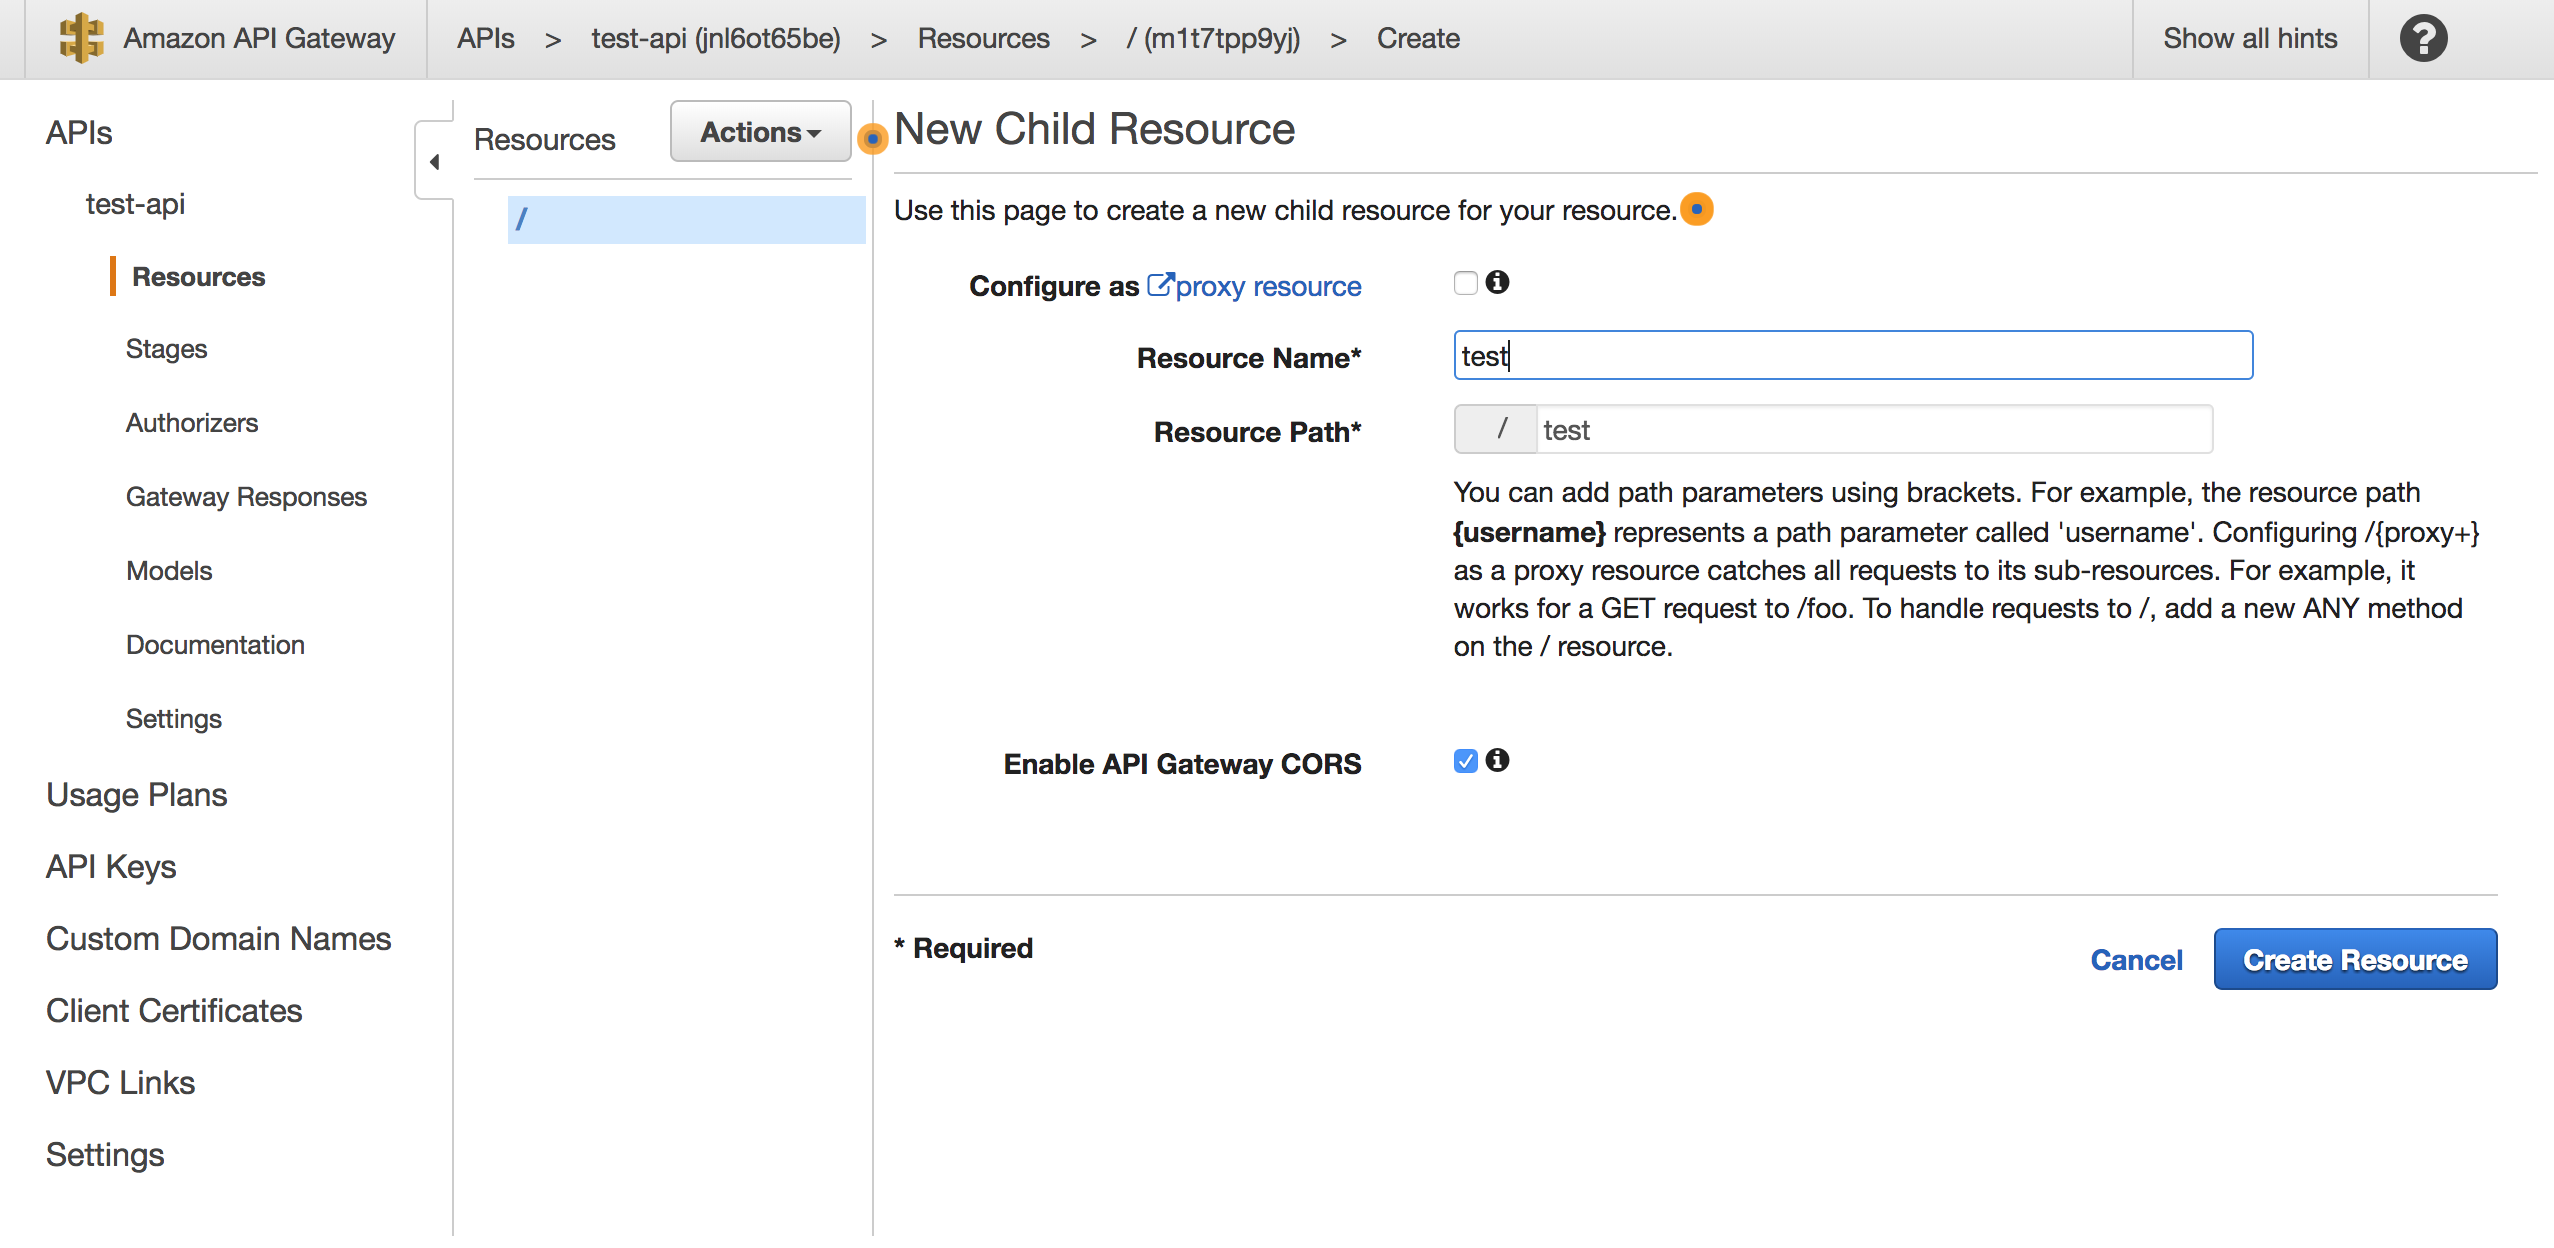 Amazon API Gateway
APIs > test-api (jnl6ot65be) > Resources > / (m1t7tpp9yj) > Create
Show all hints
?
APIs
test-api
Resources
Stages
Authorizers
Gateway Responses
Models
Documentation
Settings
Usage Plans
API Keys
Custom Domain Names
Client Certificates
VPC Links
Settings
Resources
Actions
/
New Child Resource
Use this page to create a new child resource for your resource.
Configure as proxy resource
Resource Name* test
Resource Path* / test
You can add path parameters using brackets. For example, the resource path
{username} represents a path parameter called 'username'. Configuring /{proxy+}
as a proxy resource catches all requests to its sub-resources. For example, it
works for a GET request to /foo. To handle requests to /, add a new ANY method
on the / resource.
Enable API Gateway CORS
* Required
Cancel
Create Resource